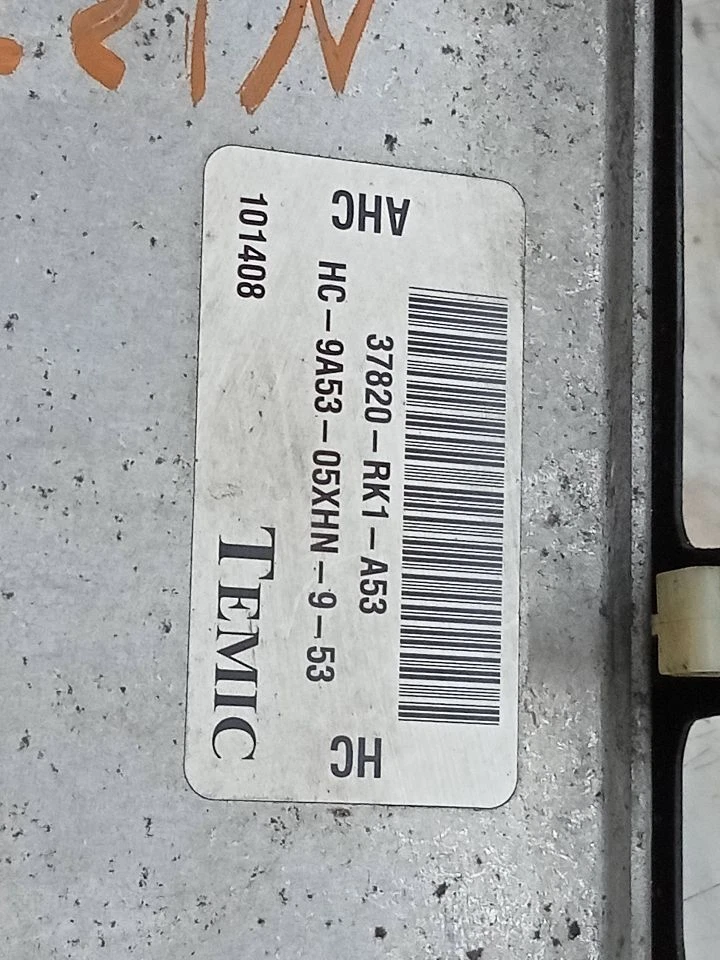 AHC
37820-RK1-A53
HC-9A53-05XHN-9-53
HC
101408
TEMIC